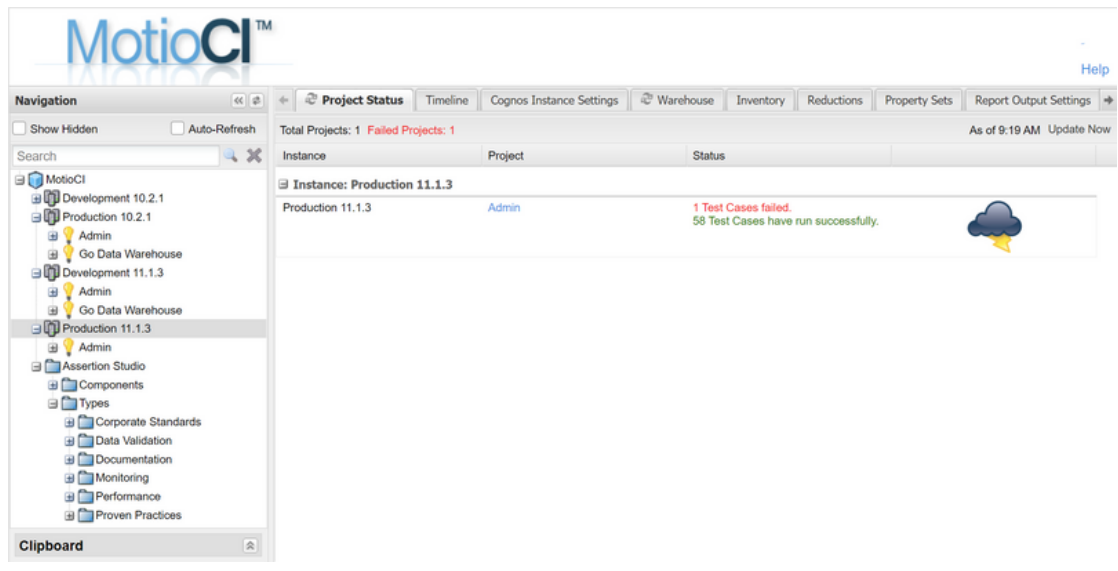 MotioCI™
Help
Navigation
Project Status Timeline Cognos Instance Settings Warehouse Inventory Reductions Property Sets Report Output Settings
Show Hidden Auto-Refresh
Total Projects: 1 Failed Projects: 1 As of 9:19 AM Update Now
Search
Instance Project Status
MotioCI
Instance: Production 11.1.3
Development 10.2.1
Production 11.1.3 Admin 1 Test Cases failed.
58 Test Cases have run successfully.
Production 10.2.1
Admin
Go Data Warehouse
Development 11.1.3
Admin
Go Data Warehouse
Production 11.1.3
Admin
Assertion Studio
Components
Types
Corporate Standards
Data Validation
Documentation
Monitoring
Performance
Proven Practices
Clipboard